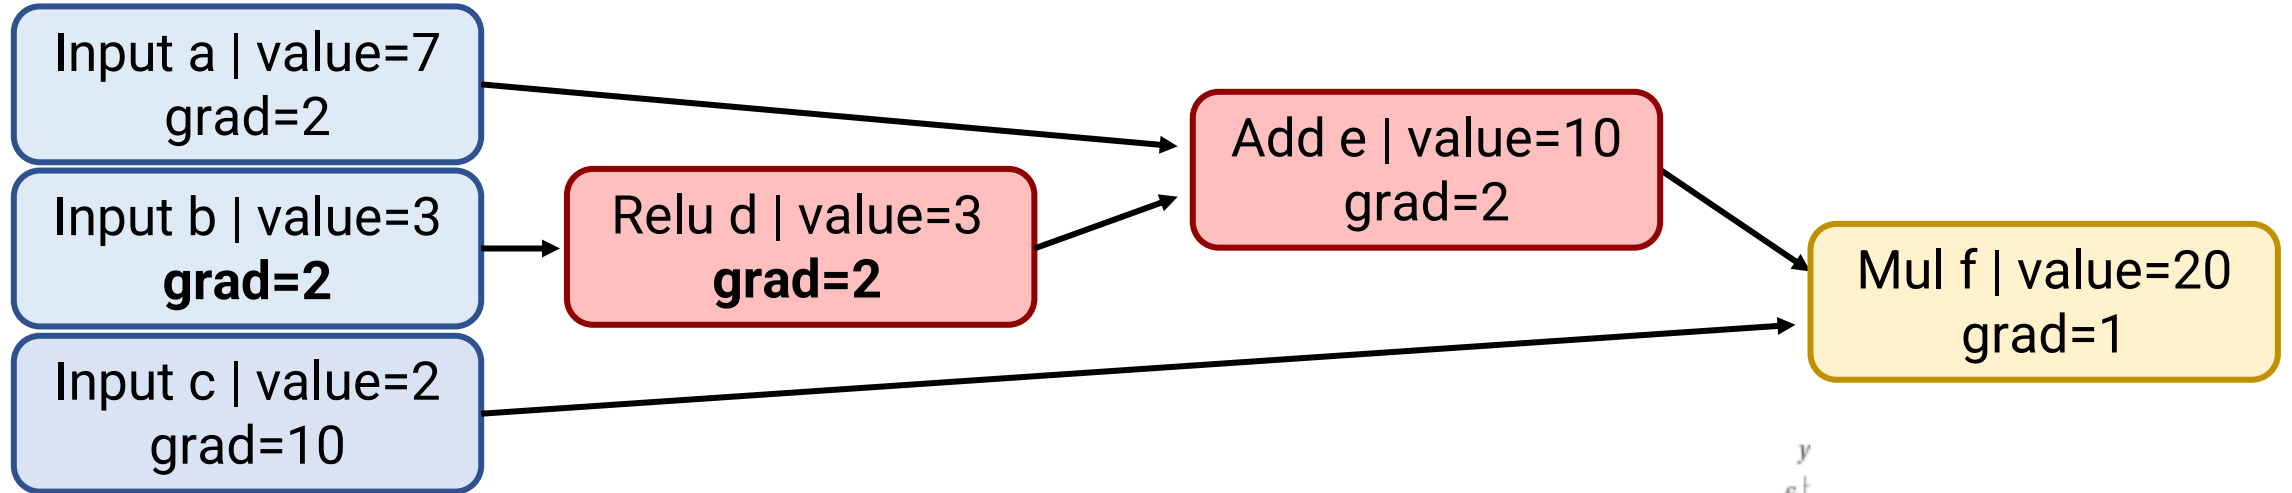 Input a | value=7
grad=2
Input b | value=3
grad=2
Input c | value=2
grad=10
Relu d | value=3
grad=2
Add e | value=10
grad=2
Mul f | value=20
grad=1
y